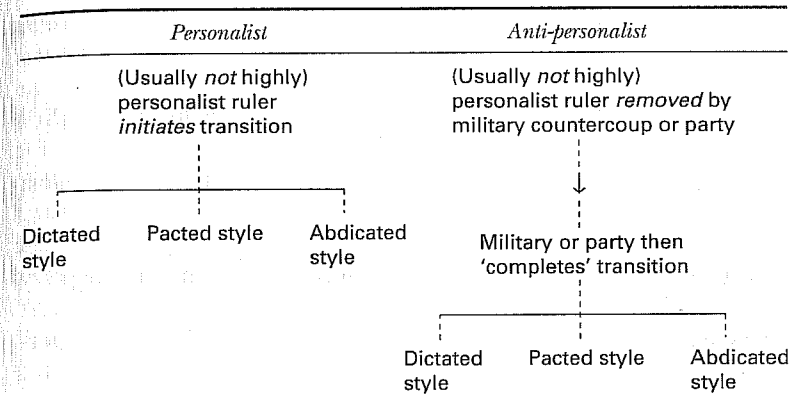 Personalist
Anti-personalist
(Usually not highly)
personalist ruler
initiates transition
(Usually not highly)
personalist ruler removed by
military countercoup or party
Dictated
style
Pacted style
Abdicated
style
Military or party then
'completes' transition
Dictated
style
Pacted style
Abdicated
style